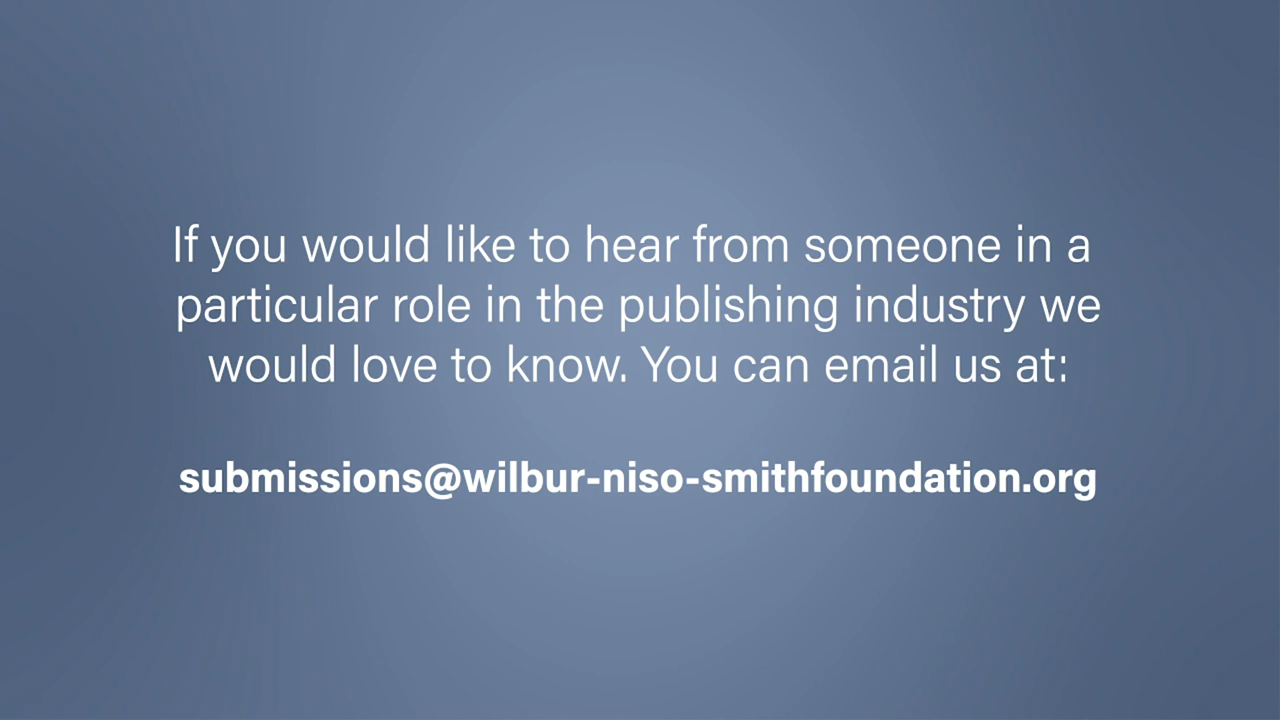 If you would like to hear from someone in a
particular role in the publishing industry we
would love to know. You can email us at:
submissions@wilbur-niso-smithfoundation.org